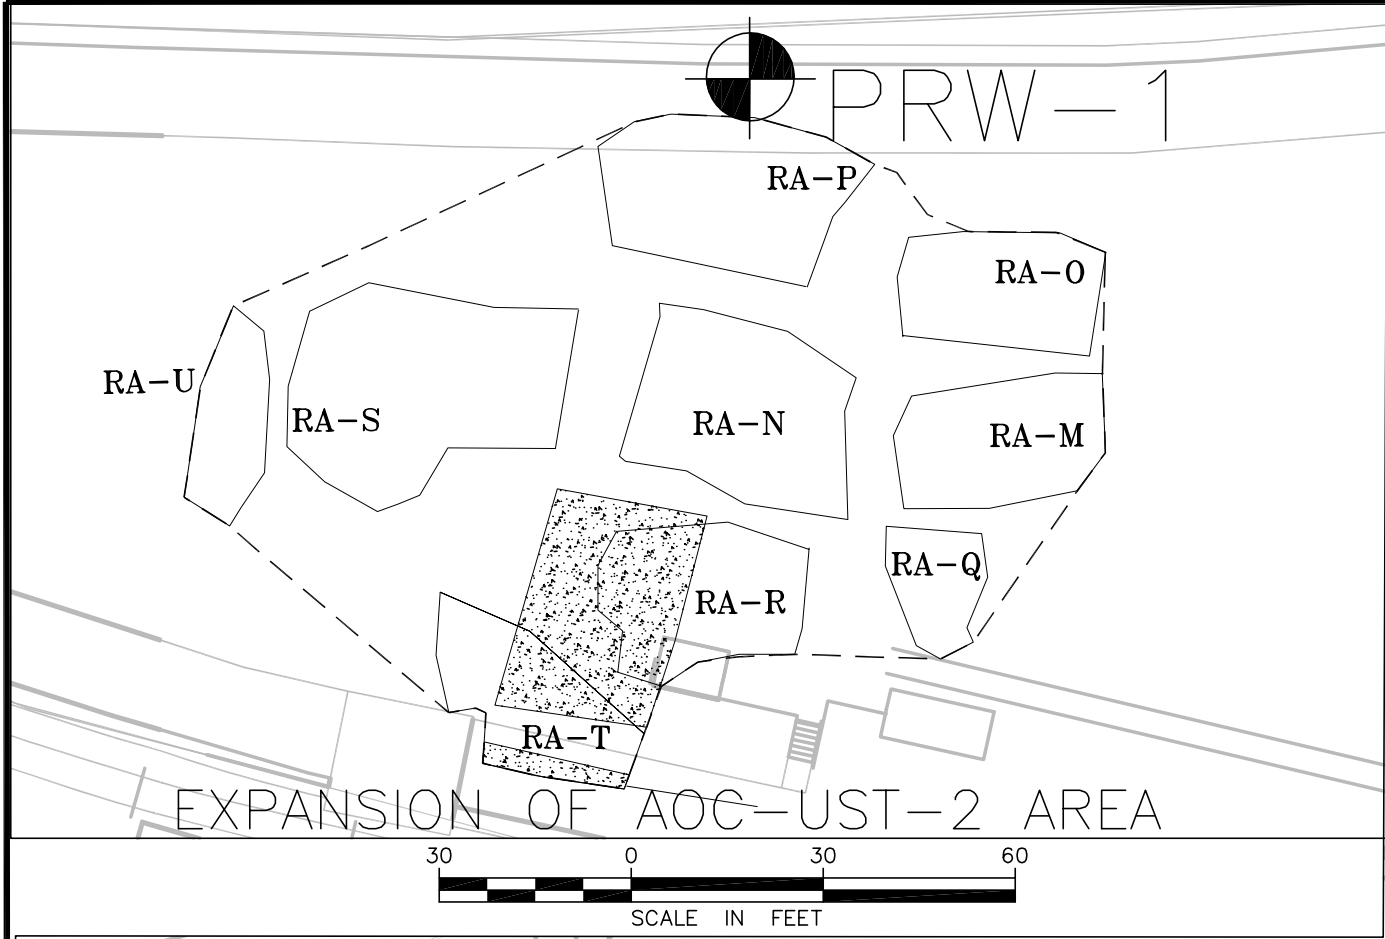 PRW-1
RA-P
RA-O
RA-U
RA-S
RA-N
RA-M
RA-Q
RA-R
RA-T
EXPANSION OF AOC-UST-2 AREA
30 0 30 60
SCALE IN FEET